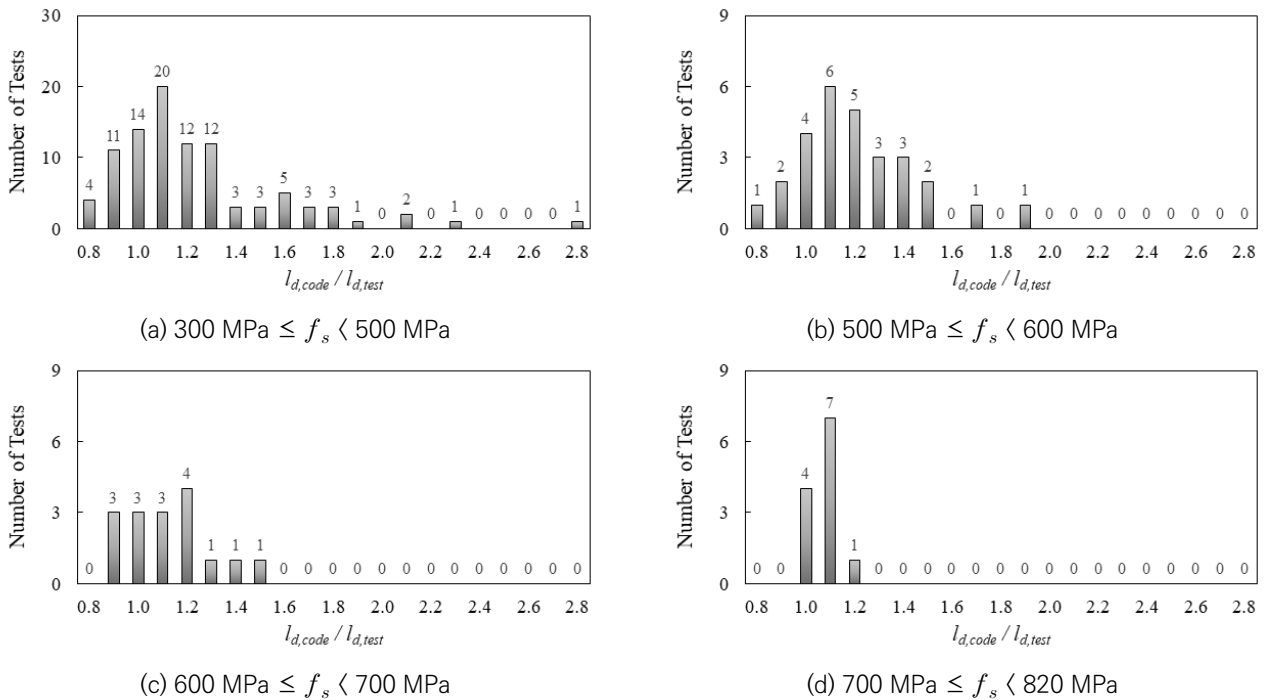 30
20
10
0
Number of Tests
4 11 14 20 12 12 3 3 5 3 3 1 0 2 0 1 0 0 0 0 1
0.8 1.0 1.2 1.4 1.6 1.8 2.0 2.2 2.4 2.6 2.8
l_{d,code} / l_{d,test}
(a) 300 MPa ≤ f_s < 500 MPa
9
6
3
0
Number of Tests
1 2 4 6 5 3 3 2 0 1 0 1 0 0 0 0 0 0 0 0 0
0.8 1.0 1.2 1.4 1.6 1.8 2.0 2.2 2.4 2.6 2.8
l_{d,code} / l_{d,test}
(b) 500 MPa ≤ f_s < 600 MPa
9
6
3
0
Number of Tests
0 3 3 3 4 1 1 1 0 0 0 0 0 0 0 0 0 0 0 0 0
0.8 1.0 1.2 1.4 1.6 1.8 2.0 2.2 2.4 2.6 2.8
l_{d,code} / l_{d,test}
(c) 600 MPa ≤ f_s < 700 MPa
9
6
3
0
Number of Tests
0 0 4 7 1 0 0 0 0 0 0 0 0 0 0 0 0 0 0 0 0
0.8 1.0 1.2 1.4 1.6 1.8 2.0 2.2 2.4 2.6 2.8
l_{d,code} / l_{d,test}
(d) 700 MPa ≤ f_s < 820 MPa